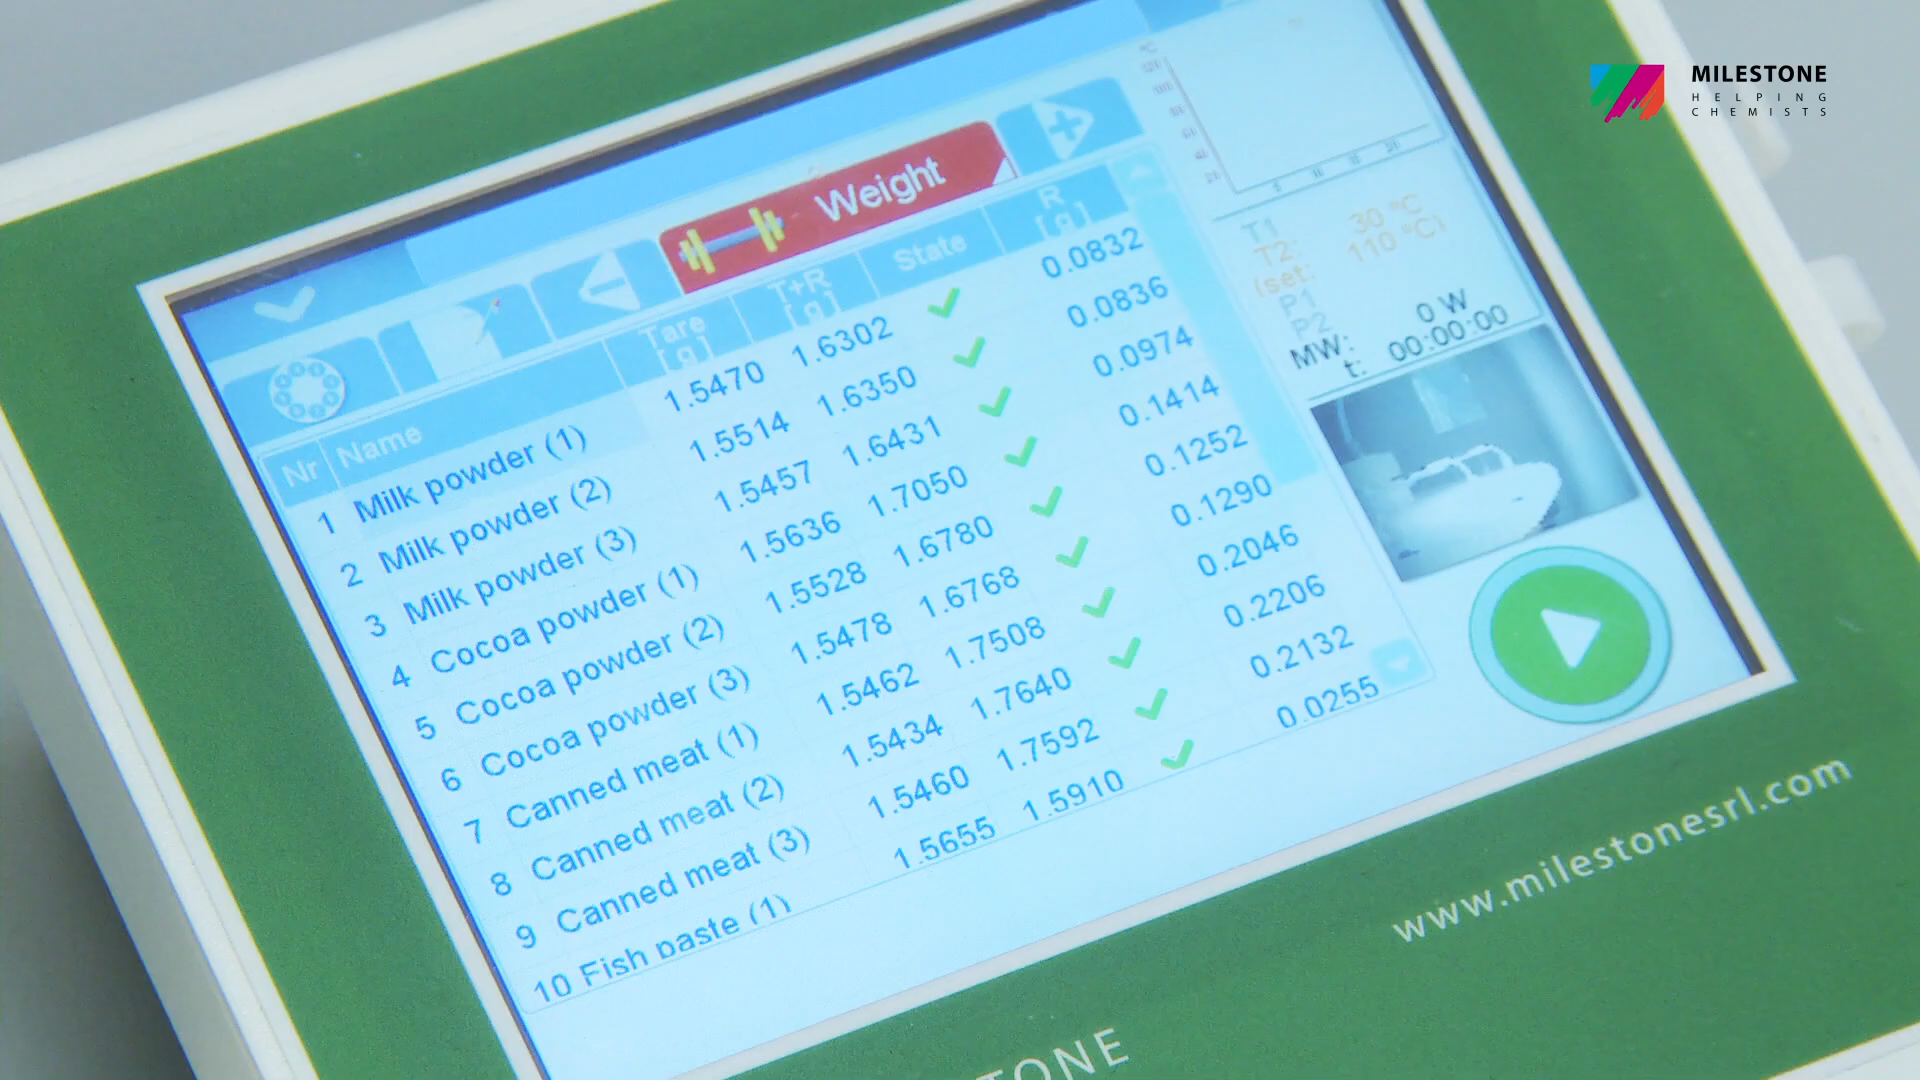 MILESTONE
HELPING
CHEMISTS
Weight
Nr Name Tare [g] T+R [g] State R [g]
1 Milk powder (1) 1.5470 1.6302 0.0832
2 Milk powder (2) 1.5514 1.6350 0.0836
3 Milk powder (3) 1.5457 1.6431 0.0974
4 Cocoa powder (1) 1.5636 1.7050 0.1414
5 Cocoa powder (2) 1.5528 1.6780 0.1252
6 Cocoa powder (3) 1.5478 1.6768 0.1290
7 Canned meat (1) 1.5462 1.7508 0.2046
8 Canned meat (2) 1.5434 1.7640 0.2206
9 Canned meat (3) 1.5460 1.7592 0.2132
10 Fish paste (1) 1.5655 1.5910 0.0255
T1
T2: 30 °C
(set: 110 °C)
P1
P2
MW: 0 W
t: 00:00:00
www.milestonesrl.com
TONE